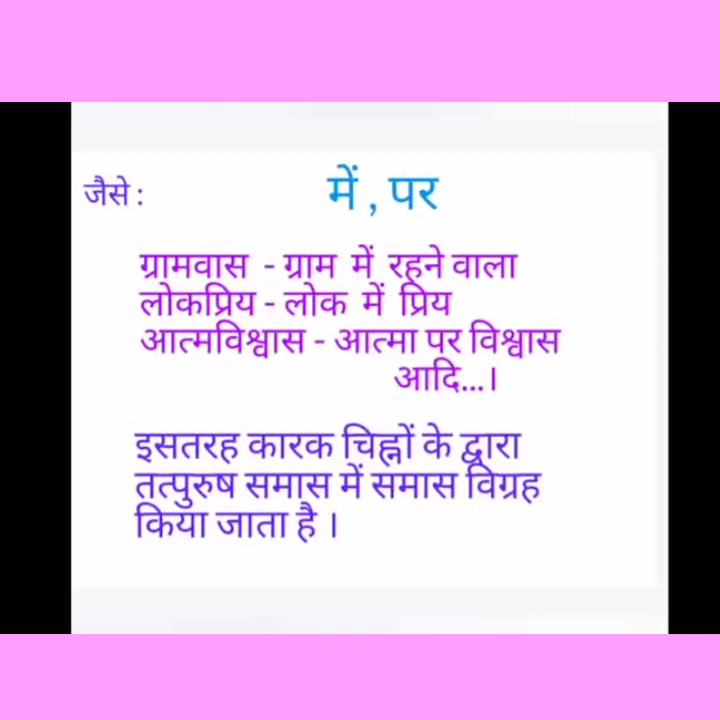 जैसे : में , पर
ग्रामवास - ग्राम में रहने वाला
लोकप्रिय - लोक में प्रिय
आत्मविश्वास - आत्मा पर विश्वास
आदि...।
इसतरह कारक चिह्नों के द्वारा
तत्पुरुष समास में समास विग्रह
किया जाता है ।